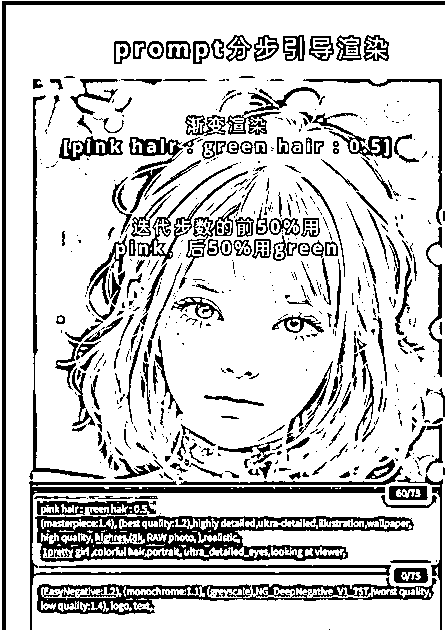 prompt分步引导渲染
渐变渲染
[pink hair : green hair : 0.5]
迭代步数的前50%用
pink, 后50%用green
60/75
pink hair : green hair : 0.5
(masterpiece:1.4), (best quality:1.2),highly detailed,ultra-detailed,illustration,wallpaper,
high quality, highres,(8k, RAW photo, ),realistic,
1pretty girl ,colorful hair,portrait, ultra_detailed_eyes,looking at viewer,
0/75
(EasyNegative:1.2), (monochrome:1.1), (greyscale),NG_DeepNegative_V1_75T,(worst quality,
low quality:1.4), logo, text,